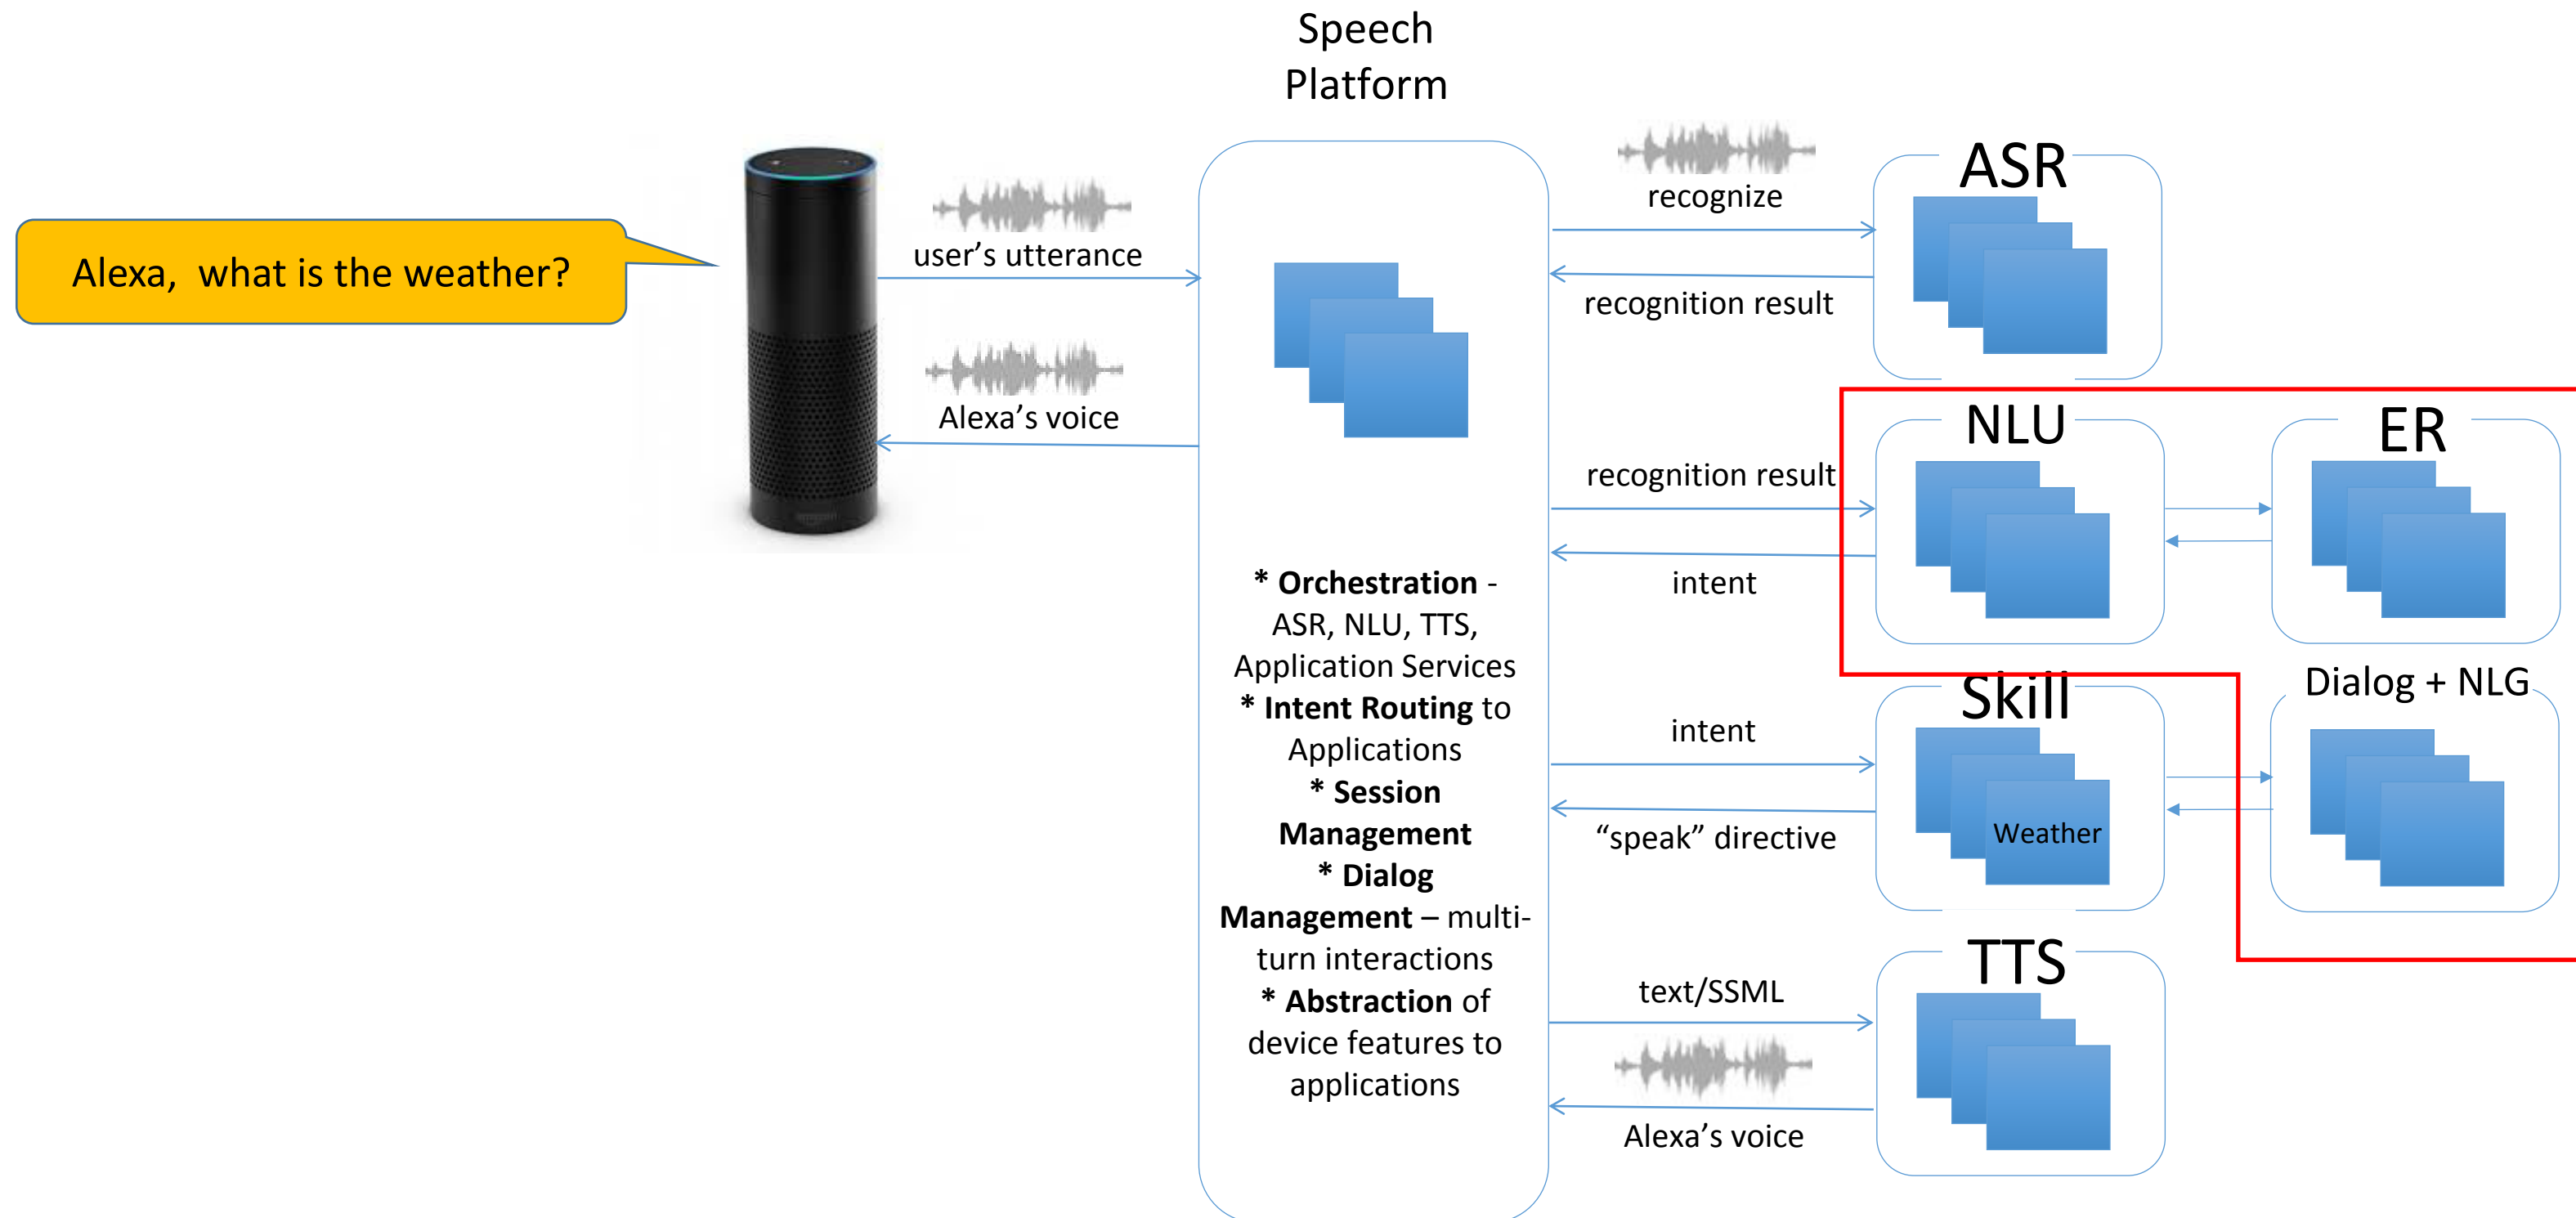 Speech
Platform
Alexa,  what is the weather?
user’s utterance
Alexa’s voice
* Orchestration -
ASR, NLU, TTS,
Application Services
* Intent Routing to
Applications
* Session
Management
* Dialog
Management – multi-
turn interactions
* Abstraction of
device features to
applications
recognize
recognition result
ASR
recognition result
intent
NLU
ER
intent
“speak” directive
Skill
Weather
Dialog + NLG
text/SSML
Alexa’s voice
TTS